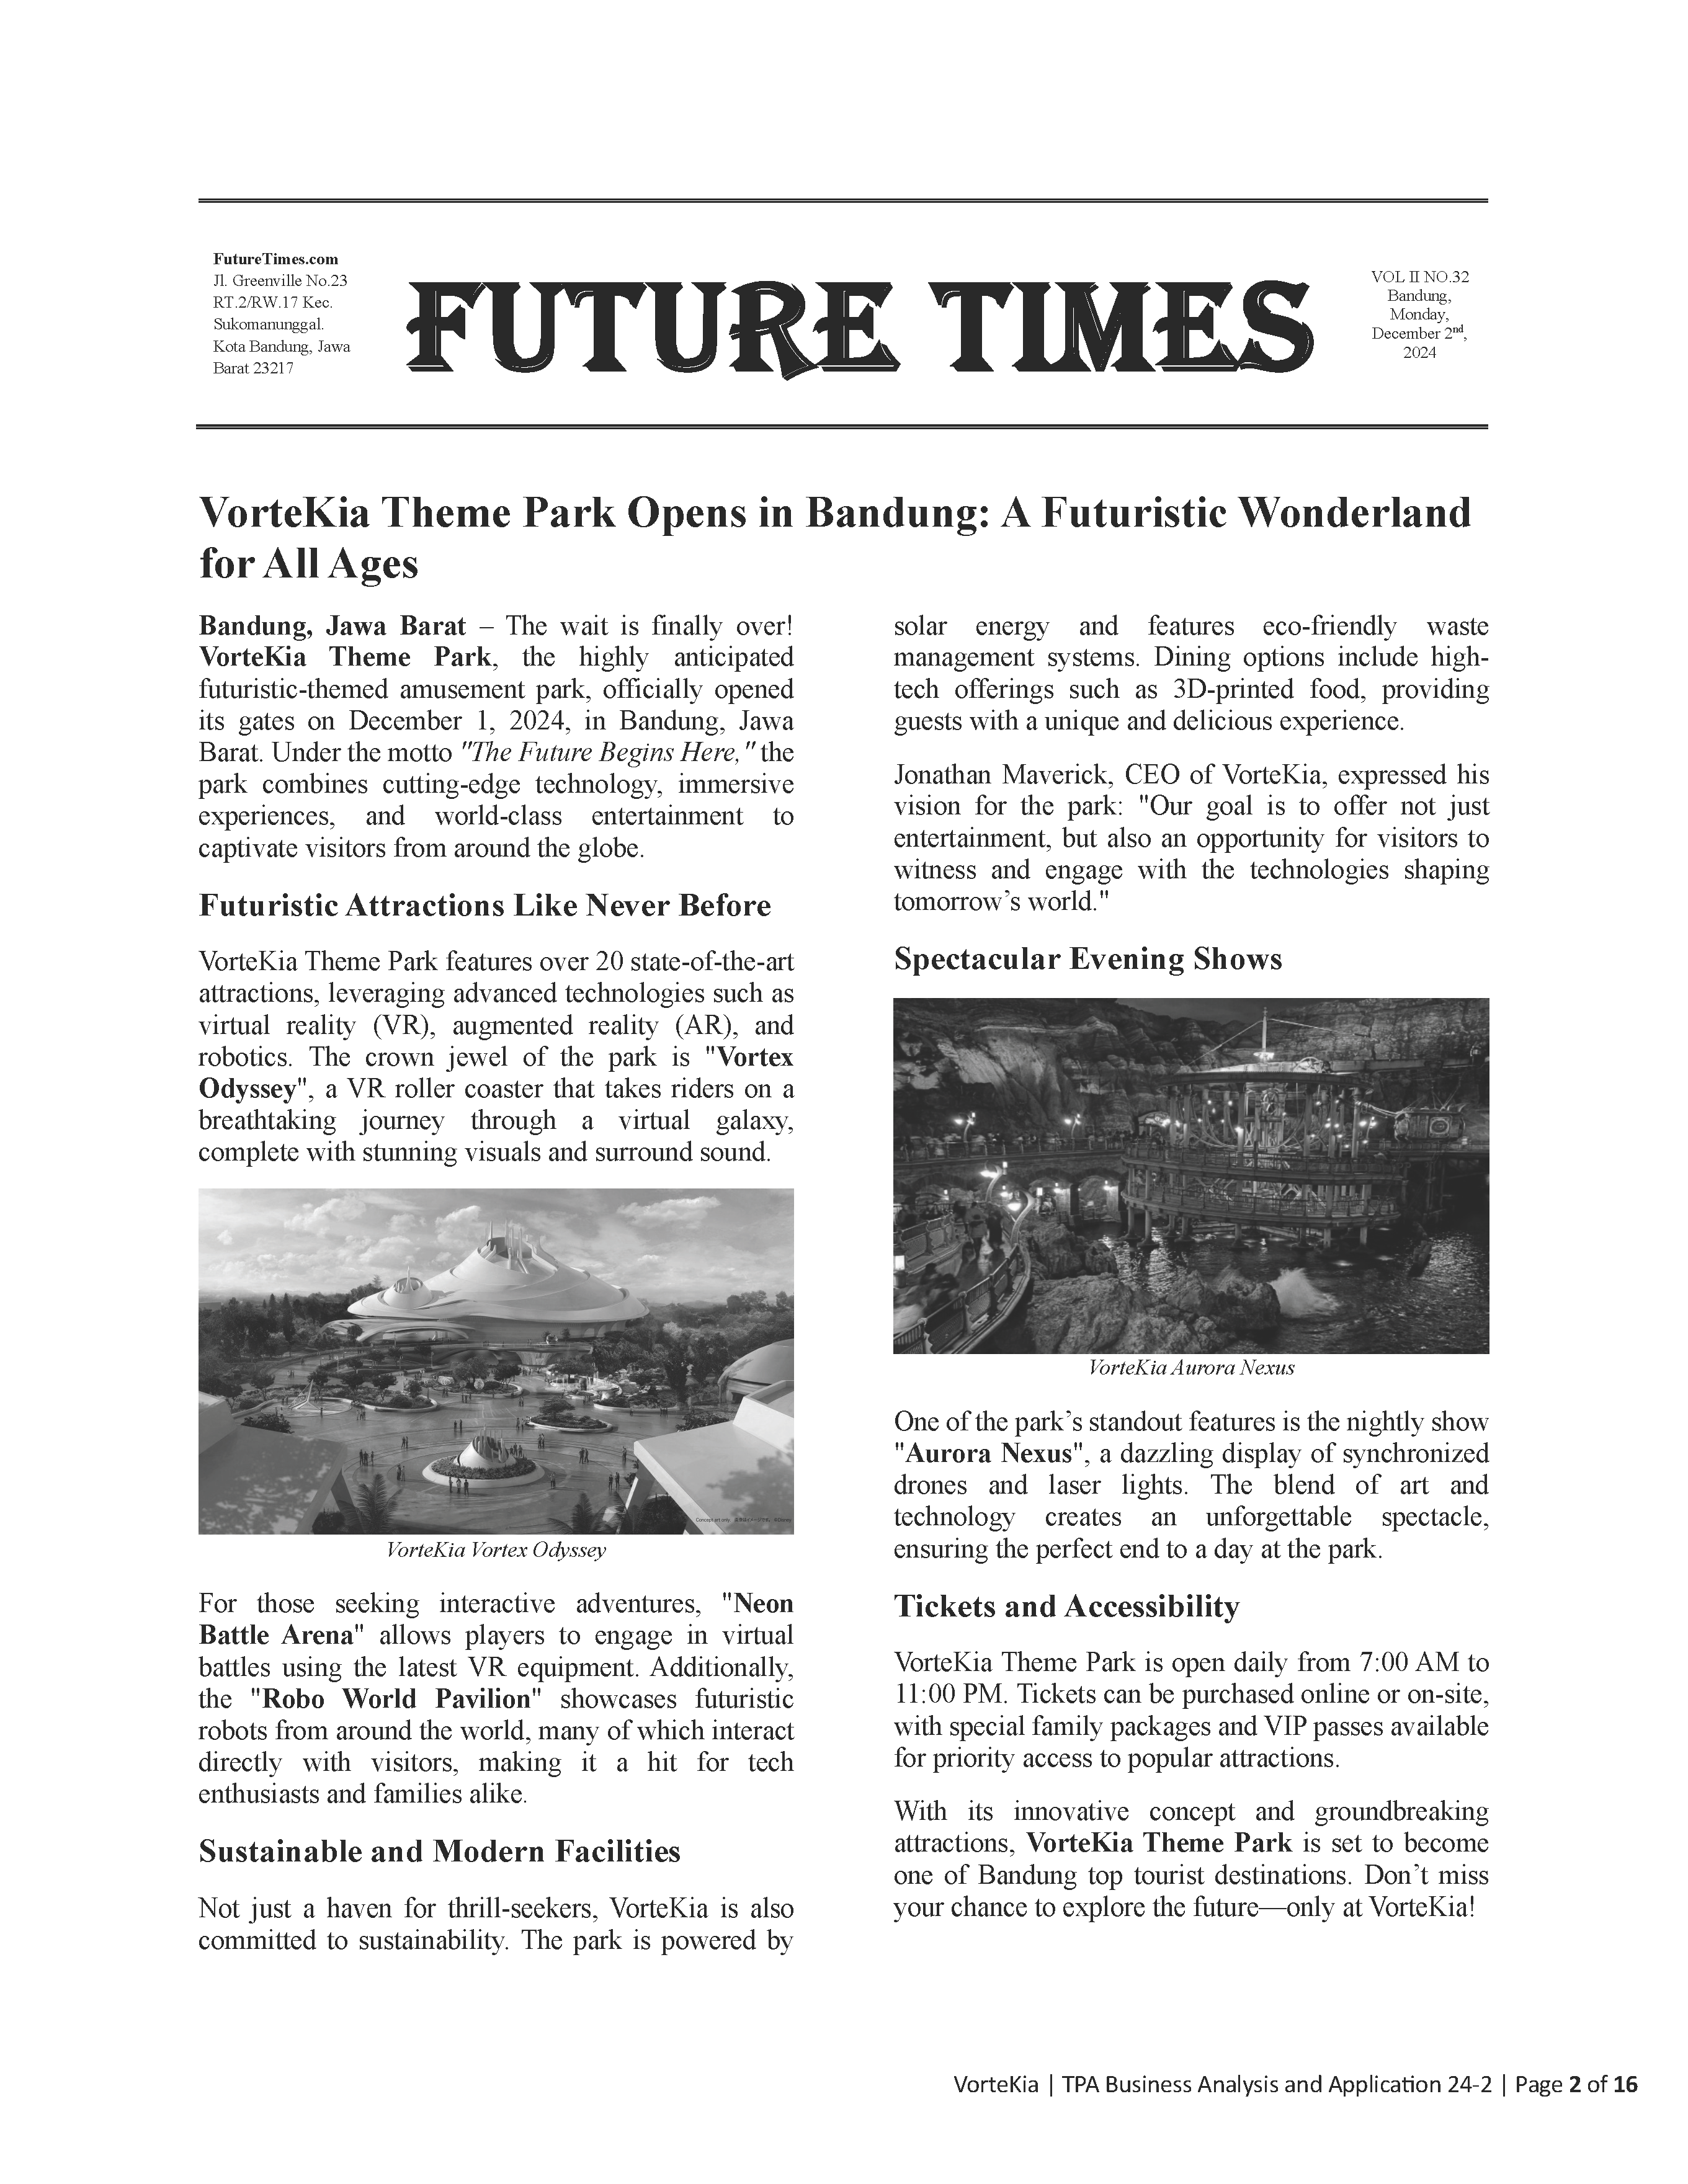 FutureTimes.com
Jl. Greenville No.23
RT.2/RW.17 Kec.
Sukomanunggal.
Kota Bandung, Jawa
Barat 23217
FUTURE TIMES
VOL II NO.32
Bandung,
Monday,
December 2nd,
2024
VorteKia Theme Park Opens in Bandung: A Futuristic Wonderland
for All Ages
Bandung, Jawa Barat – The wait is finally over!
VorteKia Theme Park, the highly anticipated
futuristic-themed amusement park, officially opened
its gates on December 1, 2024, in Bandung, Jawa
Barat. Under the motto "The Future Begins Here," the
park combines cutting-edge technology, immersive
experiences, and world-class entertainment to
captivate visitors from around the globe.
Futuristic Attractions Like Never Before
VorteKia Theme Park features over 20 state-of-the-art
attractions, leveraging advanced technologies such as
virtual reality (VR), augmented reality (AR), and
robotics. The crown jewel of the park is "Vortex
Odyssey", a VR roller coaster that takes riders on a
breathtaking journey through a virtual galaxy,
complete with stunning visuals and surround sound.
Concept art only
VorteKia Vortex Odyssey
For those seeking interactive adventures, "Neon
Battle Arena" allows players to engage in virtual
battles using the latest VR equipment. Additionally,
the "Robo World Pavilion" showcases futuristic
robots from around the world, many of which interact
directly with visitors, making it a hit for tech
enthusiasts and families alike.
Sustainable and Modern Facilities
Not just a haven for thrill-seekers, VorteKia is also
committed to sustainability. The park is powered by
solar energy and features eco-friendly waste
management systems. Dining options include high-
tech offerings such as 3D-printed food, providing
guests with a unique and delicious experience.
Jonathan Maverick, CEO of VorteKia, expressed his
vision for the park: "Our goal is to offer not just
entertainment, but also an opportunity for visitors to
witness and engage with the technologies shaping
tomorrow’s world."
Spectacular Evening Shows
VorteKia Aurora Nexus
One of the park’s standout features is the nightly show
"Aurora Nexus", a dazzling display of synchronized
drones and laser lights. The blend of art and
technology creates an unforgettable spectacle,
ensuring the perfect end to a day at the park.
Tickets and Accessibility
VorteKia Theme Park is open daily from 7:00 AM to
11:00 PM. Tickets can be purchased online or on-site,
with special family packages and VIP passes available
for priority access to popular attractions.
With its innovative concept and groundbreaking
attractions, VorteKia Theme Park is set to become
one of Bandung top tourist destinations. Don’t miss
your chance to explore the future—only at VorteKia!
VorteKia | TPA Business Analysis and Application 24-2 | Page 2 of 16